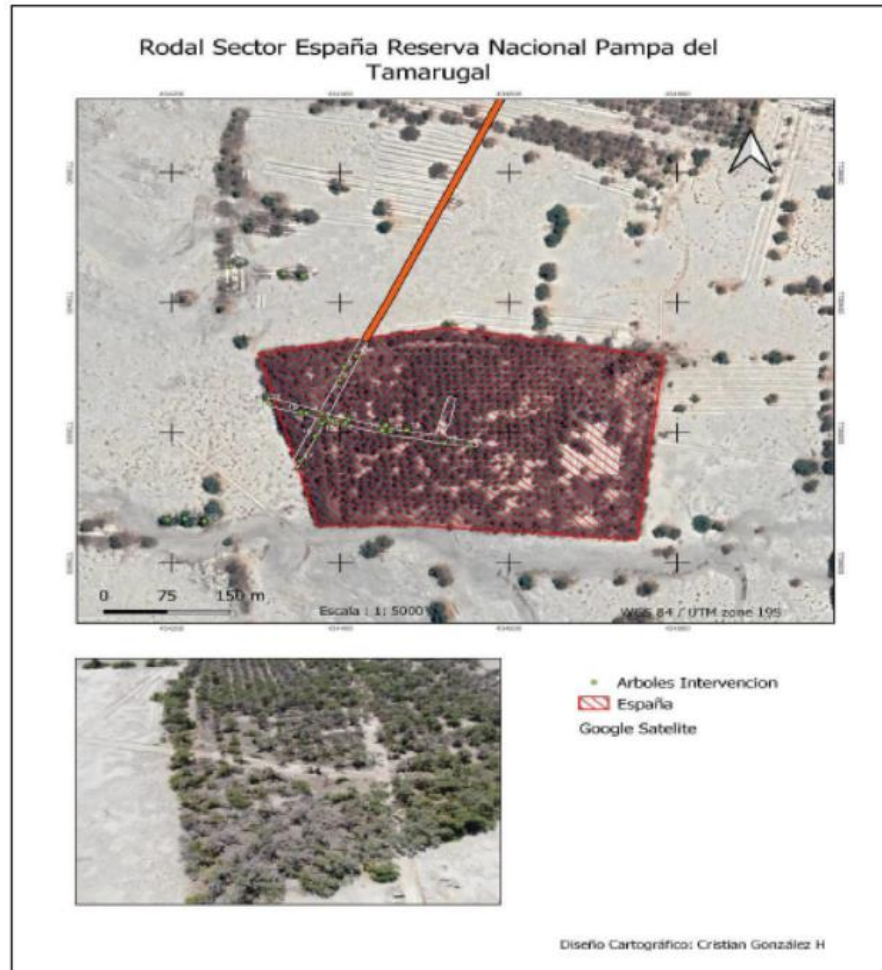 Rodal Sector España Reserva Nacional Pampa del
Tamarugal
0 75 150 m
Escala : 1: 5000
WGS 84 / UTM zone 19S
Arboles Intervencion
España
Google Satelite
Diseño Cartográfico: Cristian González H